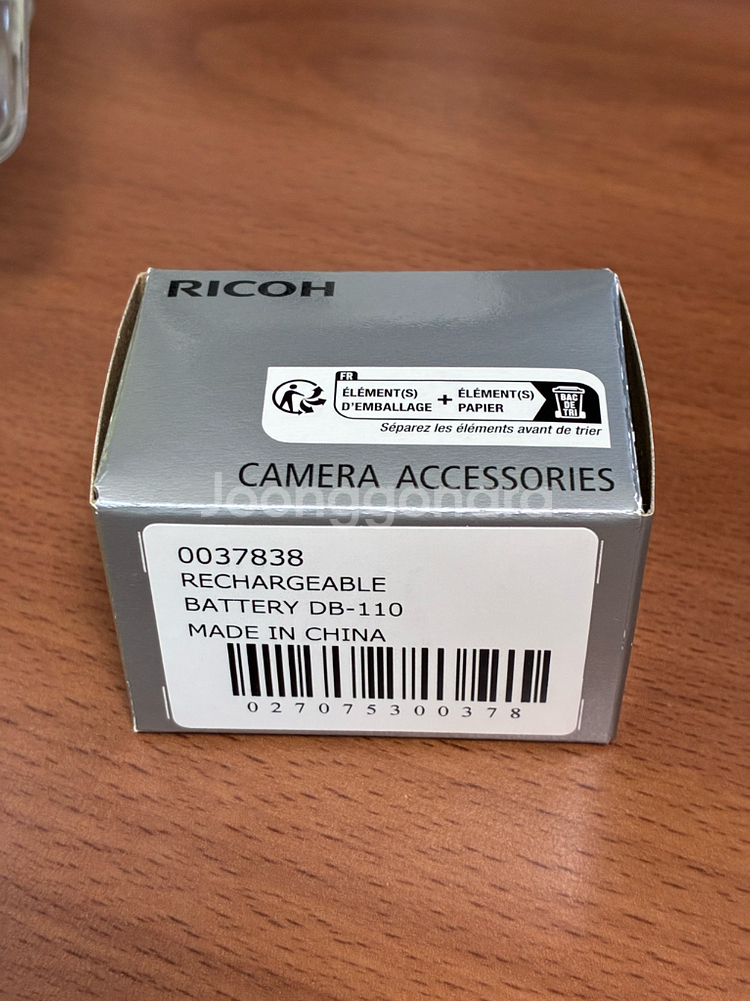 RICOH
FR
ÉLÉMENT(S)
D'EMBALLAGE
+
ÉLÉMENT(S)
PAPIER
BAC
DE
TRI
Séparez les éléments avant de trier
CAMERA ACCESSORIES
Joonggonara
0037838
RECHARGEABLE
BATTERY DB-110
MADE IN CHINA
027075300378